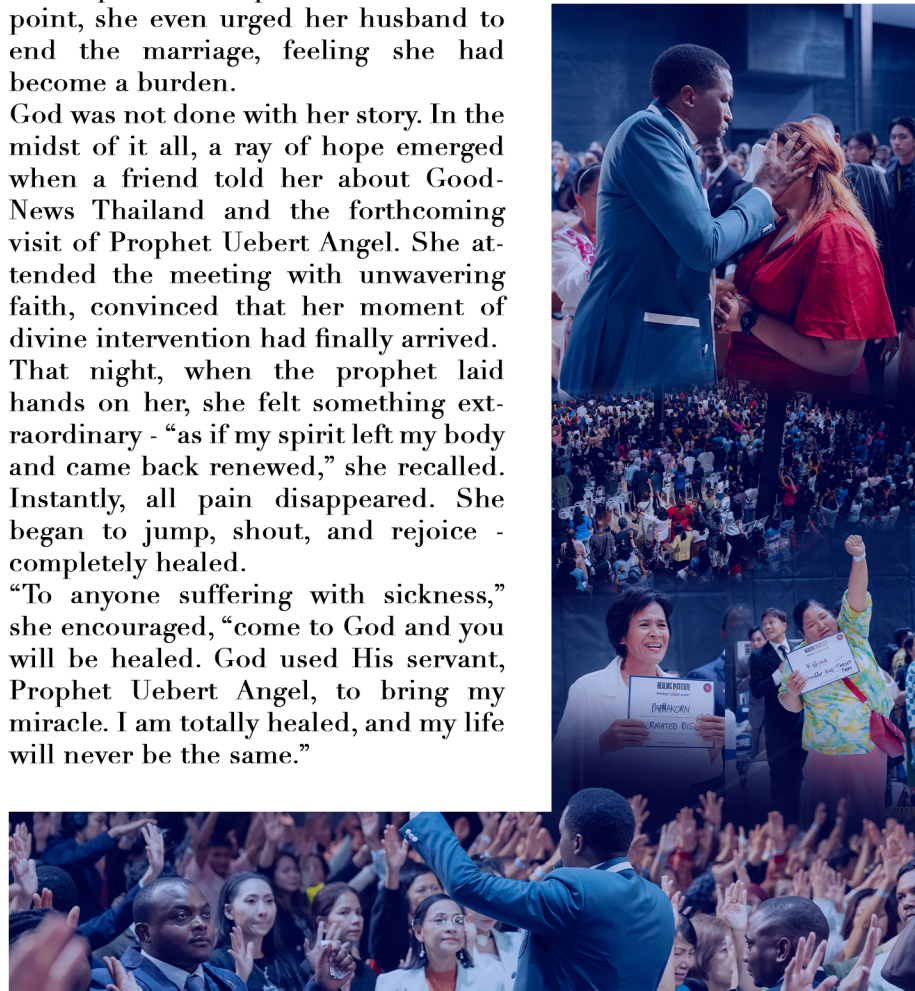 point, she even urged her husband to
end the marriage, feeling she had
become a burden.
God was not done with her story. In the
midst of it all, a ray of hope emerged
when a friend told her about Good-
News Thailand and the forthcoming
visit of Prophet Uebert Angel. She at-
tended the meeting with unwavering
faith, convinced that her moment of
divine intervention had finally arrived.
That night, when the prophet laid
hands on her, she felt something ext-
raordinary - “as if my spirit left my body
and came back renewed,” she recalled.
Instantly, all pain disappeared. She
began to jump, shout, and rejoice -
completely healed.
“To anyone suffering with sickness,”
she encouraged, “come to God and you
will be healed. God used His servant,
Prophet Uebert Angel, to bring my
miracle. I am totally healed, and my life
will never be the same.”
HEALING INSTITUTE
PAPHAKORN
HERNIATED DISC